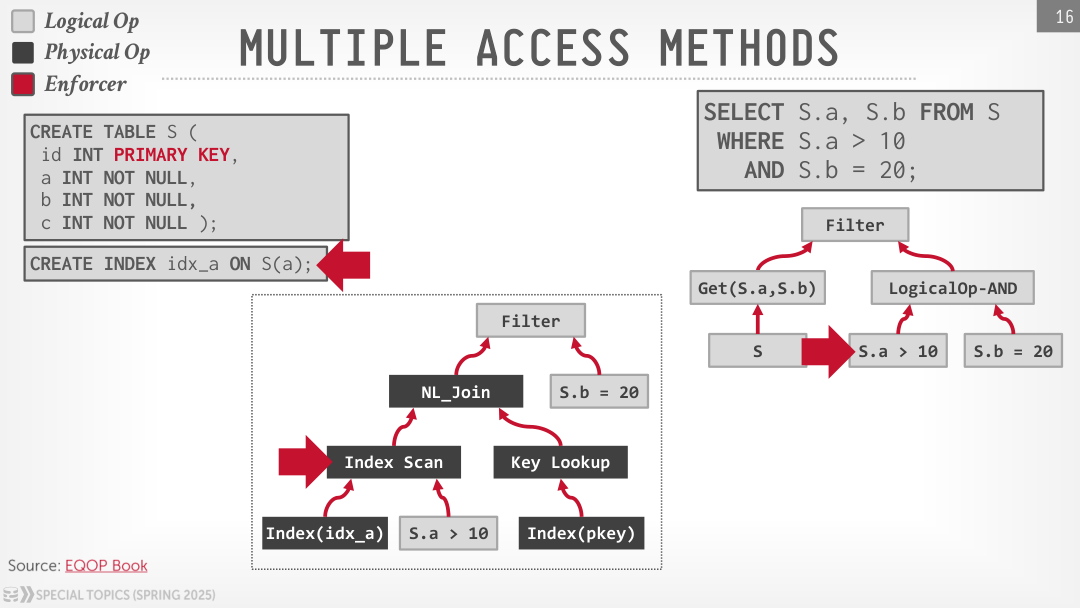 16
Logical Op
Physical Op
Enforcer
MULTIPLE ACCESS METHODS
CREATE TABLE S (
id INT PRIMARY KEY,
a INT NOT NULL,
b INT NOT NULL,
c INT NOT NULL );
CREATE INDEX idx_a ON S(a);
SELECT S.a, S.b FROM S
WHERE S.a > 10
AND S.b = 20;
Filter
Get(S.a,S.b)
LogicalOp-AND
S
S.a > 10
S.b = 20
Filter
NL_Join
S.b = 20
Index Scan
Key Lookup
Index(idx_a)
S.a > 10
Index(pkey)
Source: EQOP Book
SPECIAL TOPICS (SPRING 2025)